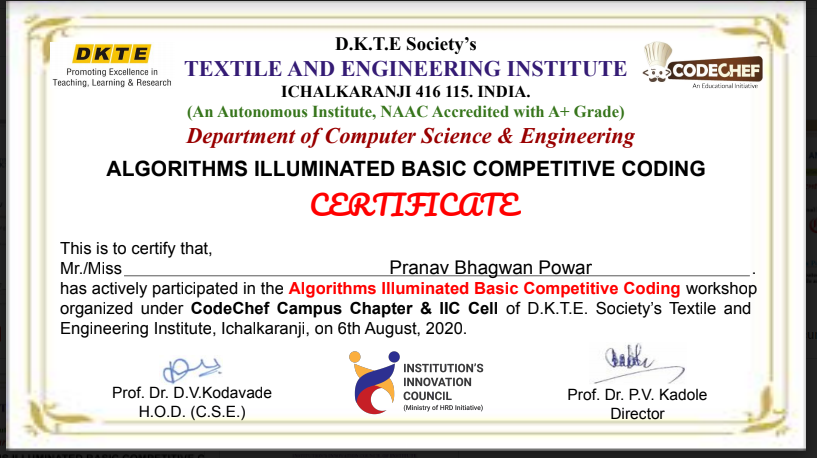 D.K.T.E Society's
DKTE
Promoting Excellence in
Teaching, Learning & Research
TEXTILE AND ENGINEERING INSTITUTE
CODECHEF
An Educational Initiative
ICHALKARANJI 416 115. INDIA.
(An Autonomous Institute, NAAC Accredited with A+ Grade)
Department of Computer Science & Engineering
ALGORITHMS ILLUMINATED BASIC COMPETITIVE CODING
CERTIFICATE
This is to certify that,
Mr./Miss Pranav Bhagwan Powar .
has actively participated in the Algorithms Illuminated Basic Competitive Coding workshop
organized under CodeChef Campus Chapter & IIC Cell of D.K.T.E. Society's Textile and
Engineering Institute, Ichalkaranji, on 6th August, 2020.
Prof. Dr. D.V.Kodavade
H.O.D. (C.S.E.)
INSTITUTION'S
INNOVATION
COUNCIL
(Ministry of HRD Initiative)
Prof. Dr. P.V. Kadole
Director